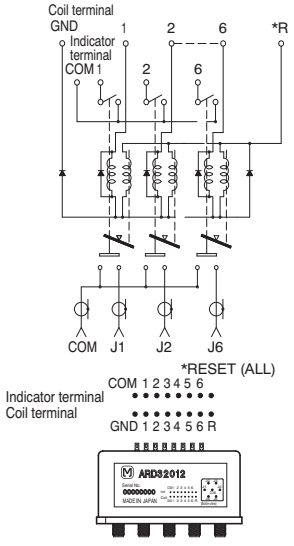 Coil terminal
GND 1 2 6 *R
Indicator
terminal
COM 1 2 6
COM J1 J2 J6
*RESET (ALL)
COM 1 2 3 4 5 6
Indicator terminal
Coil terminal
GND 1 2 3 4 5 6 R
M ARD32012
Serial No.
00000000
MADE IN JAPAN